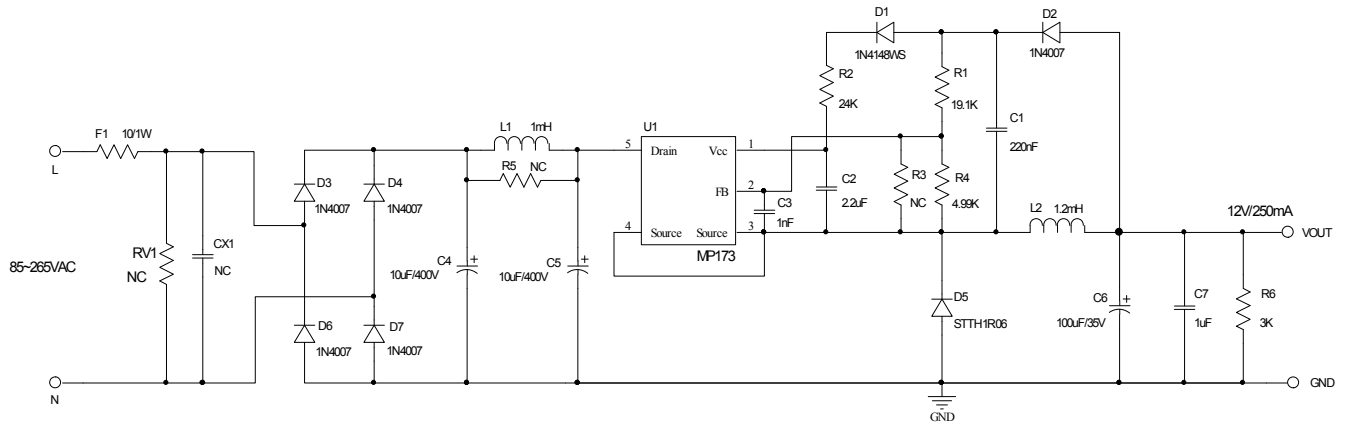 D1
1N4148WS
D2
1N4007
R2
24K
R1
19.1K
C1
220nF
F1 10/1W
L
L1 1mH
R5 NC
U1
5 Drain Vcc 1
FB 2
4 Source Source 3
MP173
C2
2.2uF
C3
1nF
R3
NC
R4
4.99K
D3
1N4007
D4
1N4007
L2 1.2mH
12V/250mA
VOUT
85~265VAC
RV1
NC
CX1
NC
C4
10uF/400V
C5
10uF/400V
D6
1N4007
D7
1N4007
D5
STTH1R06
C6
100uF/35V
C7
1uF
R6
3K
N
GND
GND